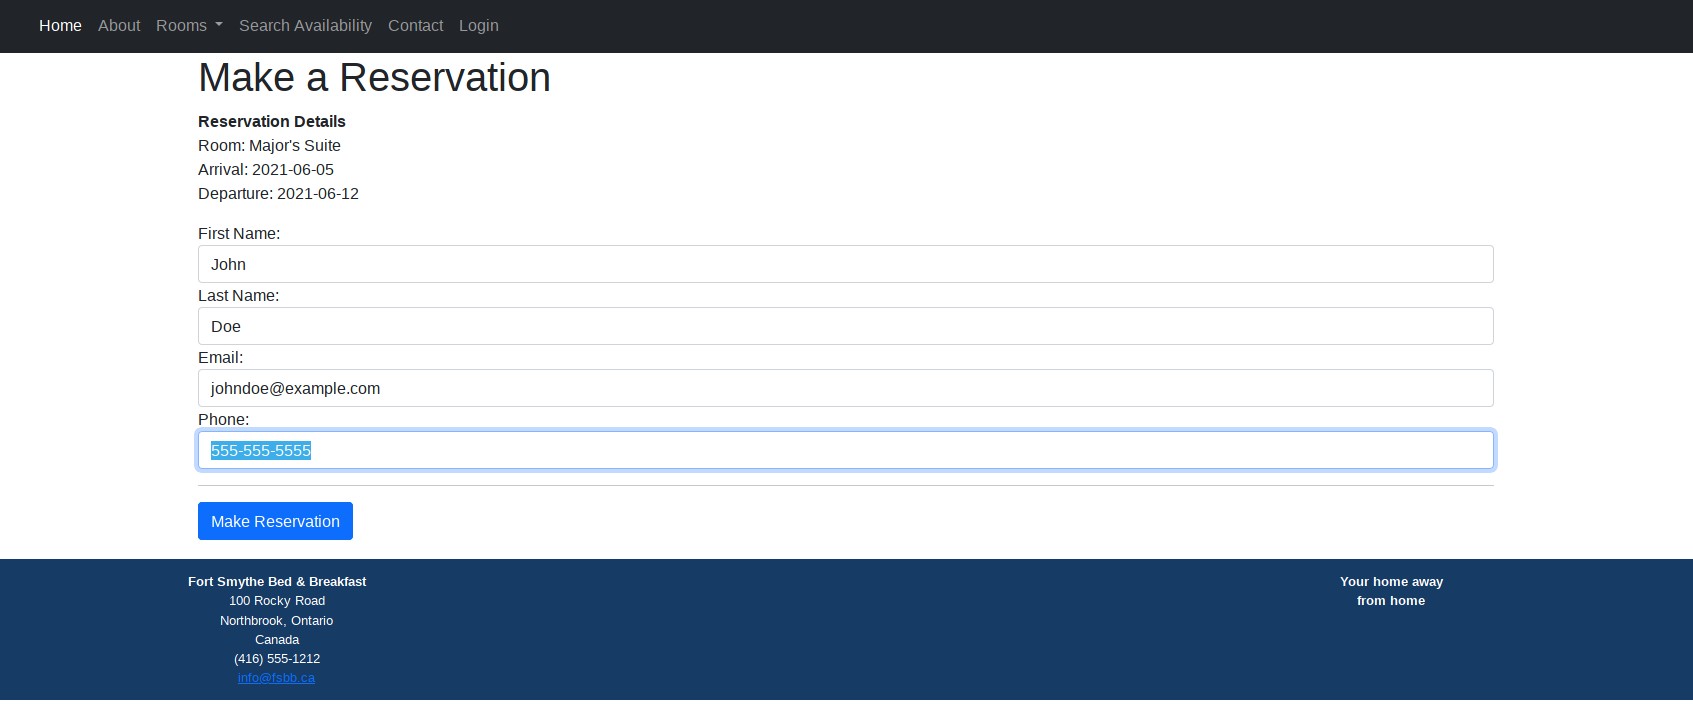 Home About Rooms Search Availability Contact Login
Make a Reservation
Reservation Details
Room: Major's Suite
Arrival: 2021-06-05
Departure: 2021-06-12
First Name:
John
Last Name:
Doe
Email:
johndoe@example.com
Phone:
555-555-5555
Make Reservation
Fort Smythe Bed & Breakfast
100 Rocky Road
Northbrook, Ontario
Canada
(416) 555-1212
info@fsbb.ca
Your home away
from home